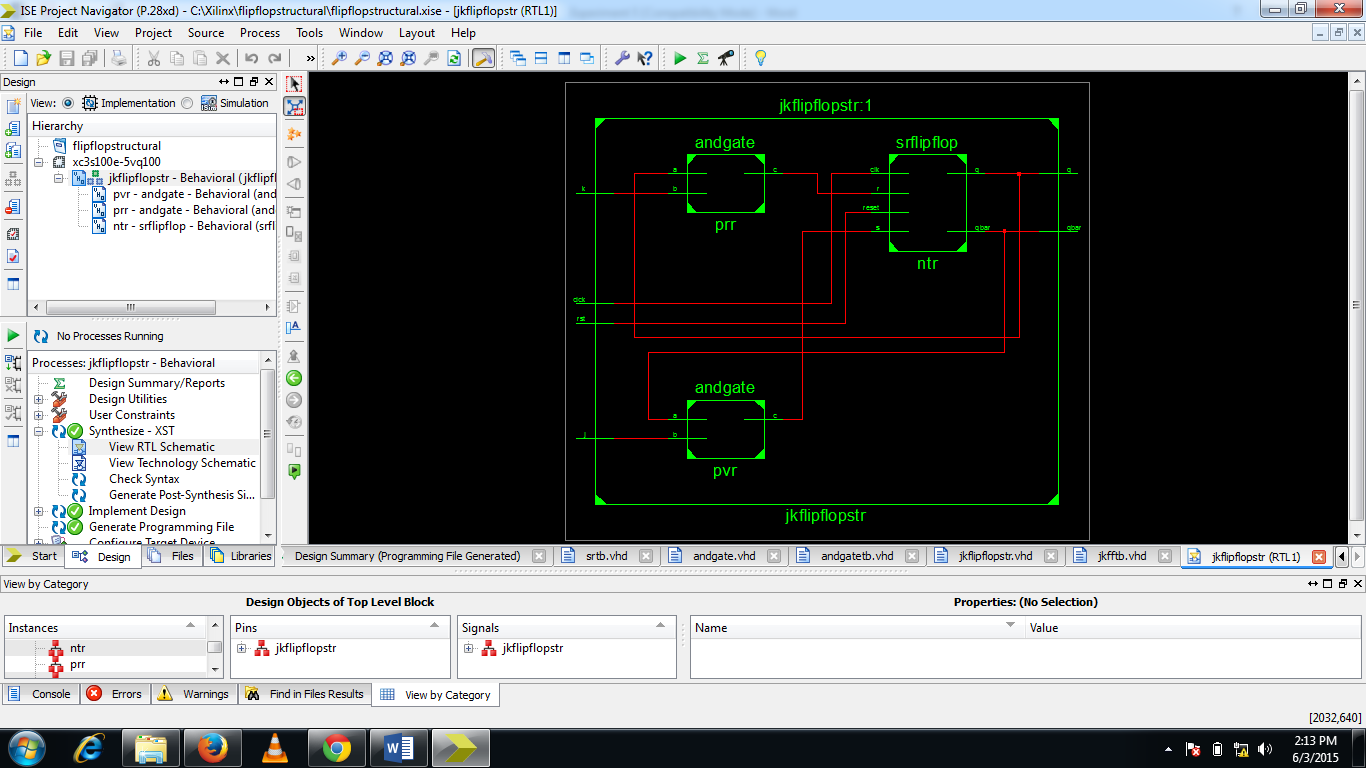 ISE Project Navigator (P.28xd) - C:\Xilinx\flipflopstructural\flipflopstructural.xise - [jkflipflopstr (RTL1)]
File Edit View Project Source Process Tools Window Layout Help
Design
View: Implementation Simulation
Hierarchy
flipflopstructural
xc3s100e-5vq100
jkflipflopstr - Behavioral (jkflipfl
pvr - andgate - Behavioral (and
prr - andgate - Behavioral (and
ntr - srflipflop - Behavioral (srfl
No Processes Running
Processes: jkflipflopstr - Behavioral
Design Summary/Reports
Design Utilities
User Constraints
Synthesize - XST
View RTL Schematic
View Technology Schematic
Check Syntax
Generate Post-Synthesis Si...
Implement Design
Generate Programming File
Configure Target Device
Start Design Files Libraries
jkflipflopstr:1
andgate srflipflop
a c clk q q
k b r
reset
s qbar qbar
prr
ntr
clck
rst
andgate
a c
j b
pvr
jkflipflopstr
Design Summary (Programming File Generated) srtb.vhd andgate.vhd andgatetb.vhd jkflipflopstr.vhd jkfftb.vhd jkflipflopstr (RTL1)
View by Category
Design Objects of Top Level Block Properties: (No Selection)
Instances Pins Signals Name Value
ntr jkflipflopstr jkflipflopstr
prr
Console Errors Warnings Find in Files Results View by Category
[2032,640]
2:13 PM
6/3/2015